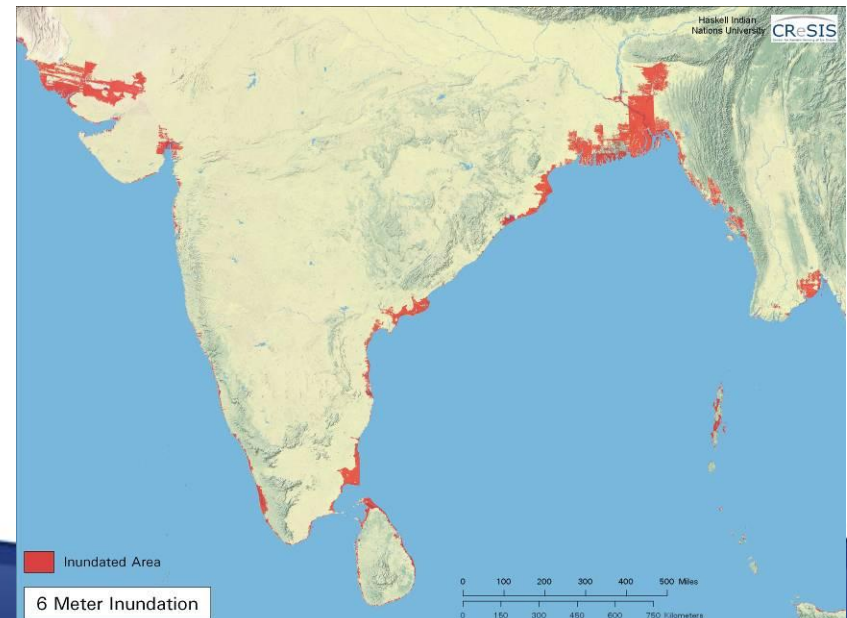 Haskell Indian
Nations University
CReSIS
Inundated Area
6 Meter Inundation
0 100 200 300 400 500 Miles
0 150 300 450 600 750 Kilometers